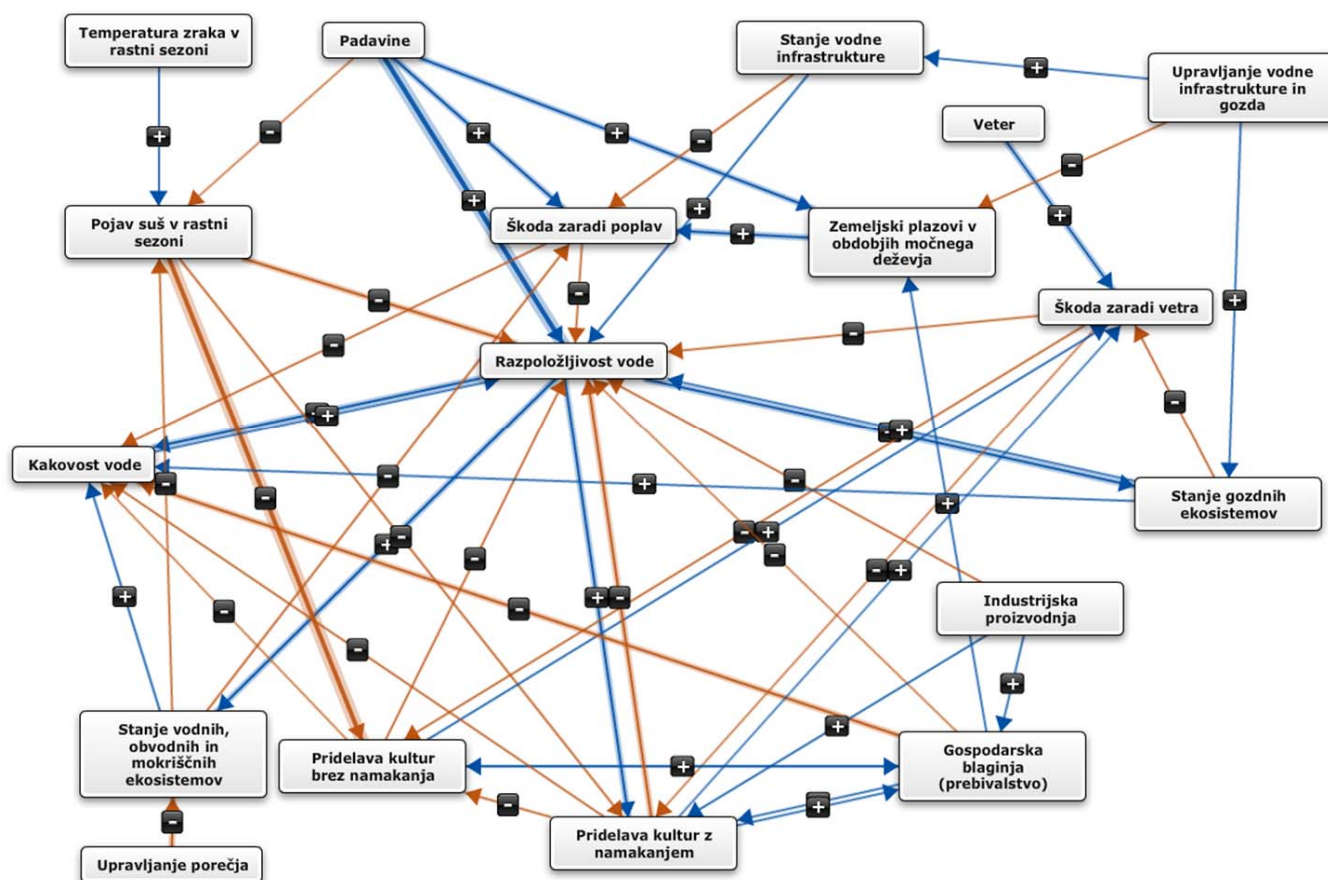 Temperatura zraka v
rastni sezoni
Padavine
Stanje vodne
infrastrukture
Upravljanje vodne
infrastrukture in
gozda
Veter
Pojav suš v rastni
sezoni
Škoda zaradi poplav
Zemeljski plazovi v
obdobjih močnega
deževja
Škoda zaradi vetra
Razpoložljivost vode
Kakovost vode
Stanje gozdnih
ekosistemov
Industrijska
proizvodnja
Stanje vodnih,
obvodnih in
mokriščnih
ekosistemov
Pridelava kultur
brez namakanja
Gospodarska
blaginja
(prebivalstvo)
Pridelava kultur z
namakanjem
Upravljanje porečja